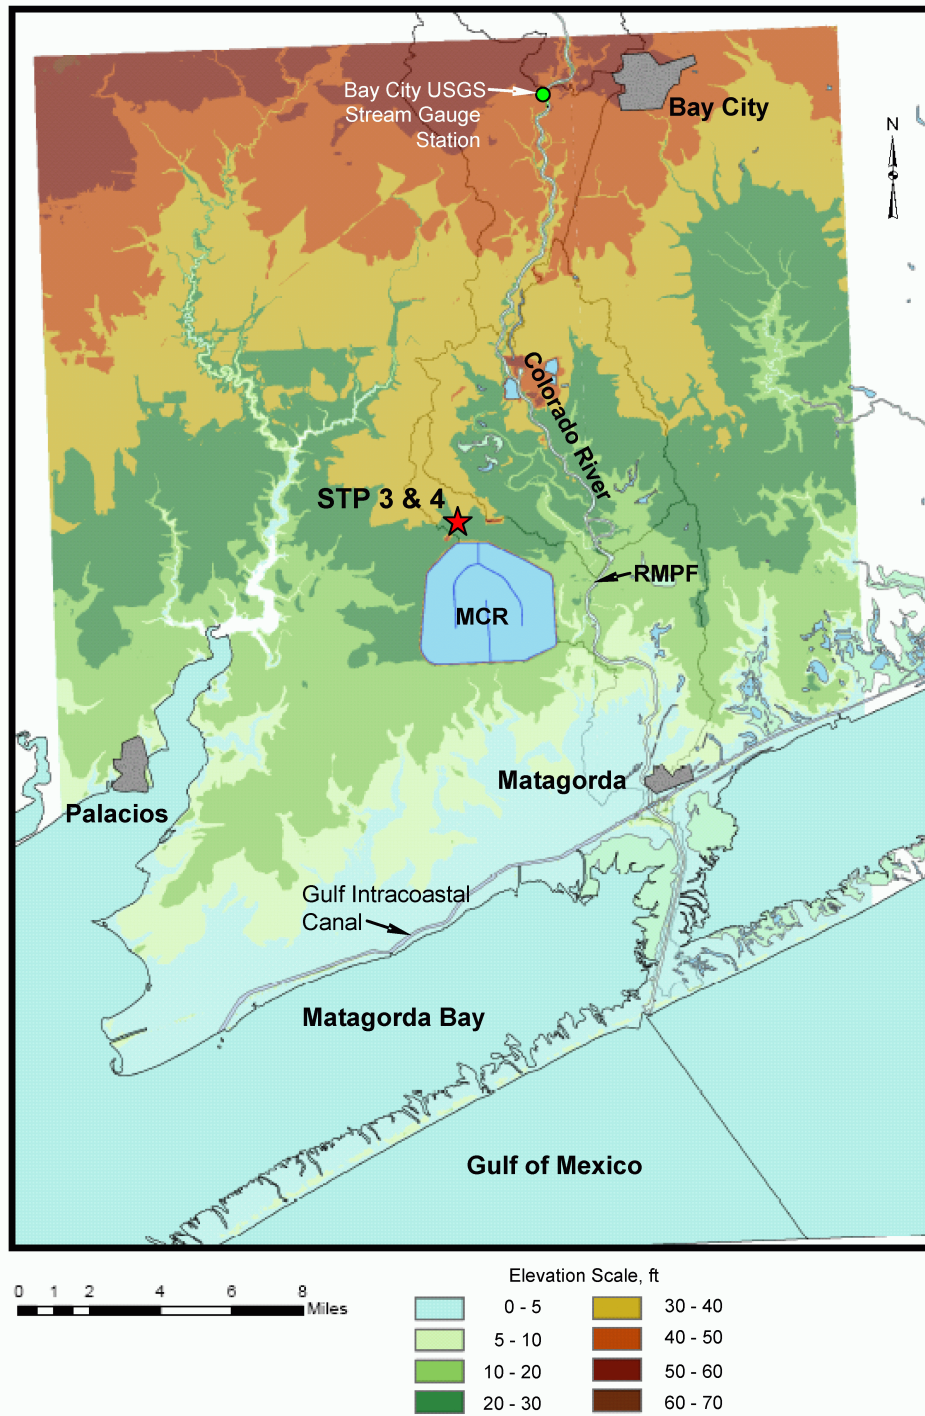 Bay City USGS
Stream Gauge
Station
Bay City
N
Colorado River
STP 3 & 4
RMPF
MCR
Matagorda
Palacios
Gulf Intracoastal
Canal
Matagorda Bay
Gulf of Mexico
0 1 2 4 6 8
Miles
Elevation Scale, ft
0 - 5
30 - 40
5 - 10
40 - 50
10 - 20
50 - 60
20 - 30
60 - 70